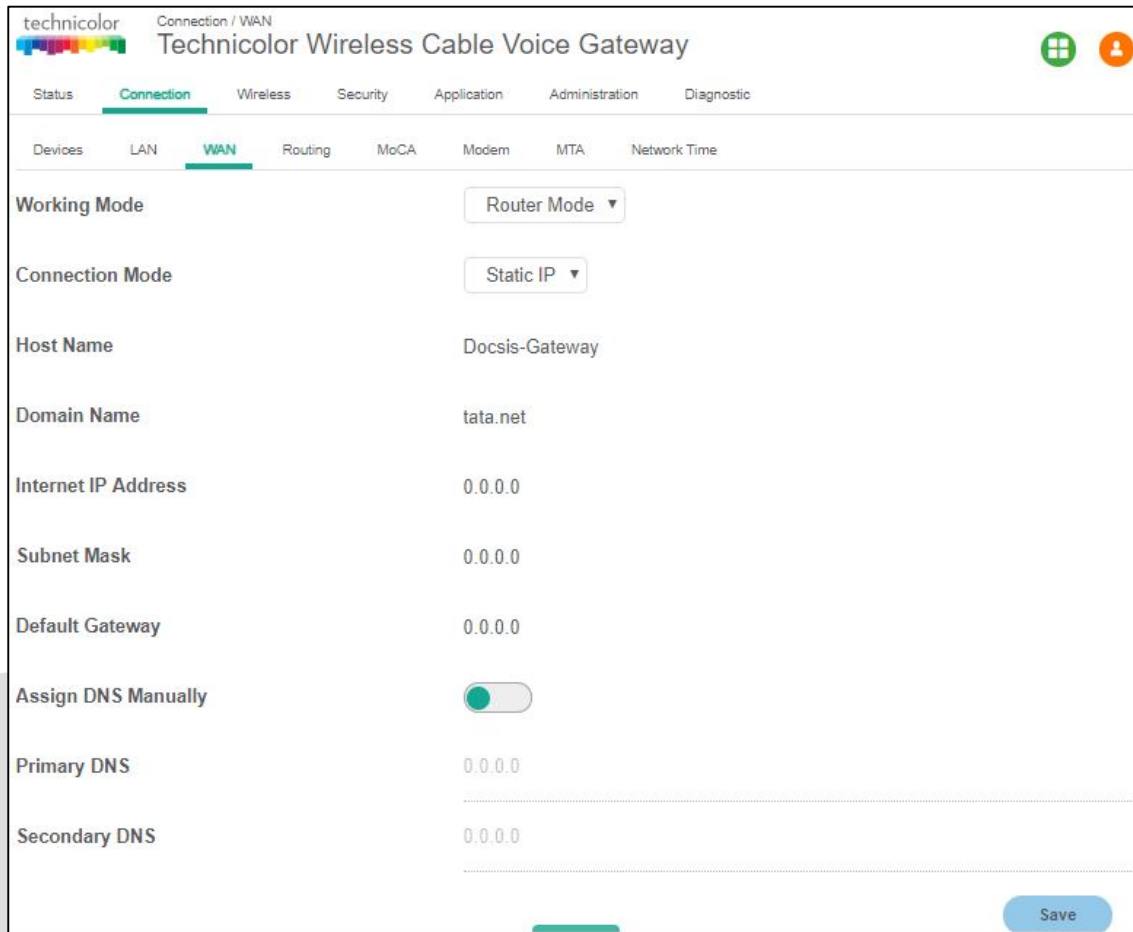 technicolor
Connection / WAN
Technicolor Wireless Cable Voice Gateway
Status Connection Wireless Security Application Administration Diagnostic
Devices LAN WAN Routing MoCA Modem MTA Network Time
Working Mode Router Mode
Connection Mode Static IP
Host Name Docsis-Gateway
Domain Name tata.net
Internet IP Address 0.0.0.0
Subnet Mask 0.0.0.0
Default Gateway 0.0.0.0
Assign DNS Manually
Primary DNS 0.0.0.0
Secondary DNS 0.0.0.0
Save